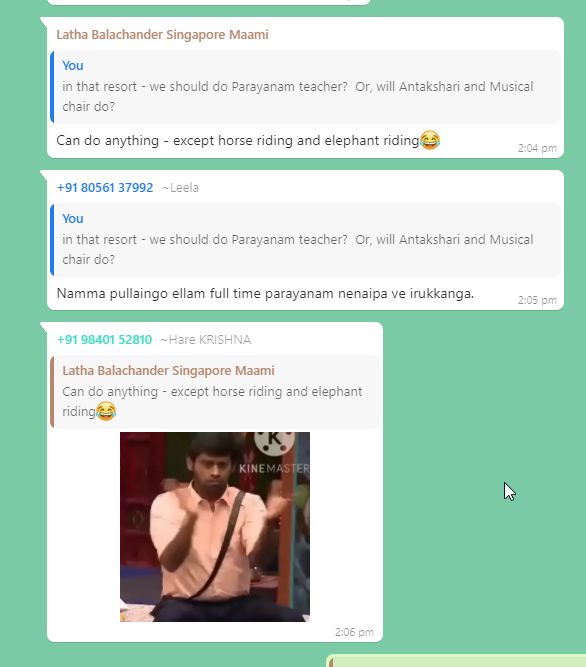 Latha Balachander Singapore Maami
You
in that resort - we should do Parayanam teacher? Or, will Antakshari and Musical
chair do?
Can do anything - except horse riding and elephant riding😂
2:04 pm
+91 80561 37992 ~Leela
You
in that resort - we should do Parayanam teacher? Or, will Antakshari and Musical
chair do?
Namma pullaingo ellam full time parayanam nenaipa ve irukkanga.
2:05 pm
+91 98401 52810 ~Hare KRISHNA
Latha Balachander Singapore Maami
Can do anything - except horse riding and elephant
riding😂
K
KINEMASTER
2:06 pm